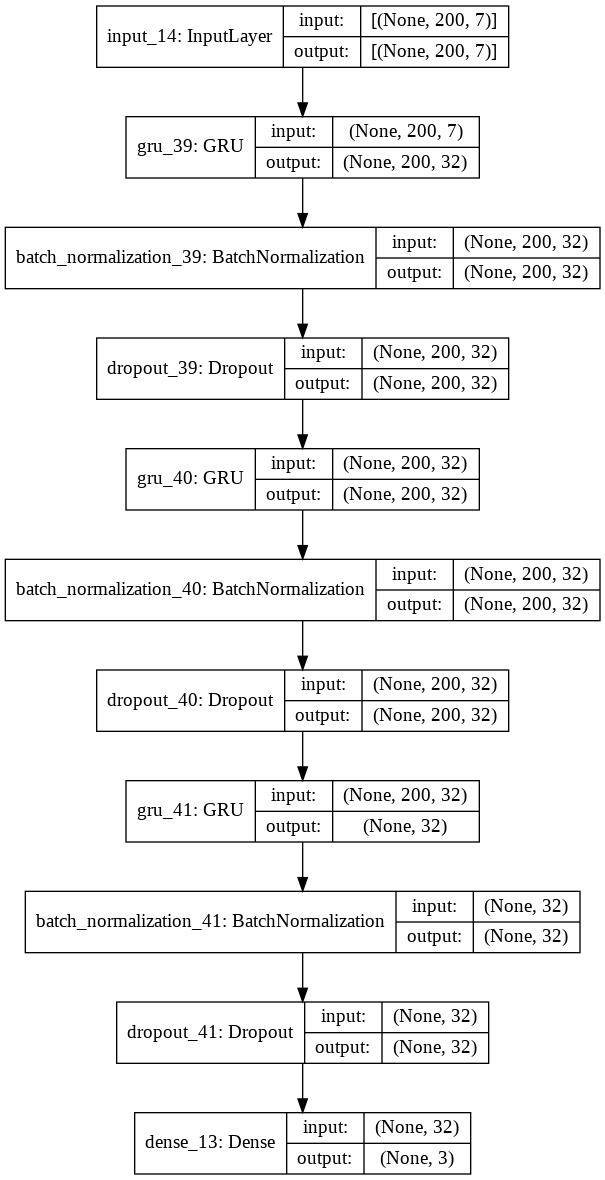 input_14: InputLayer
input: [(None, 200, 7)]
output: [(None, 200, 7)]
gru_39: GRU
input: (None, 200, 7)
output: (None, 200, 32)
batch_normalization_39: BatchNormalization
input: (None, 200, 32)
output: (None, 200, 32)
dropout_39: Dropout
input: (None, 200, 32)
output: (None, 200, 32)
gru_40: GRU
input: (None, 200, 32)
output: (None, 200, 32)
batch_normalization_40: BatchNormalization
input: (None, 200, 32)
output: (None, 200, 32)
dropout_40: Dropout
input: (None, 200, 32)
output: (None, 200, 32)
gru_41: GRU
input: (None, 200, 32)
output: (None, 32)
batch_normalization_41: BatchNormalization
input: (None, 32)
output: (None, 32)
dropout_41: Dropout
input: (None, 32)
output: (None, 32)
dense_13: Dense
input: (None, 32)
output: (None, 3)